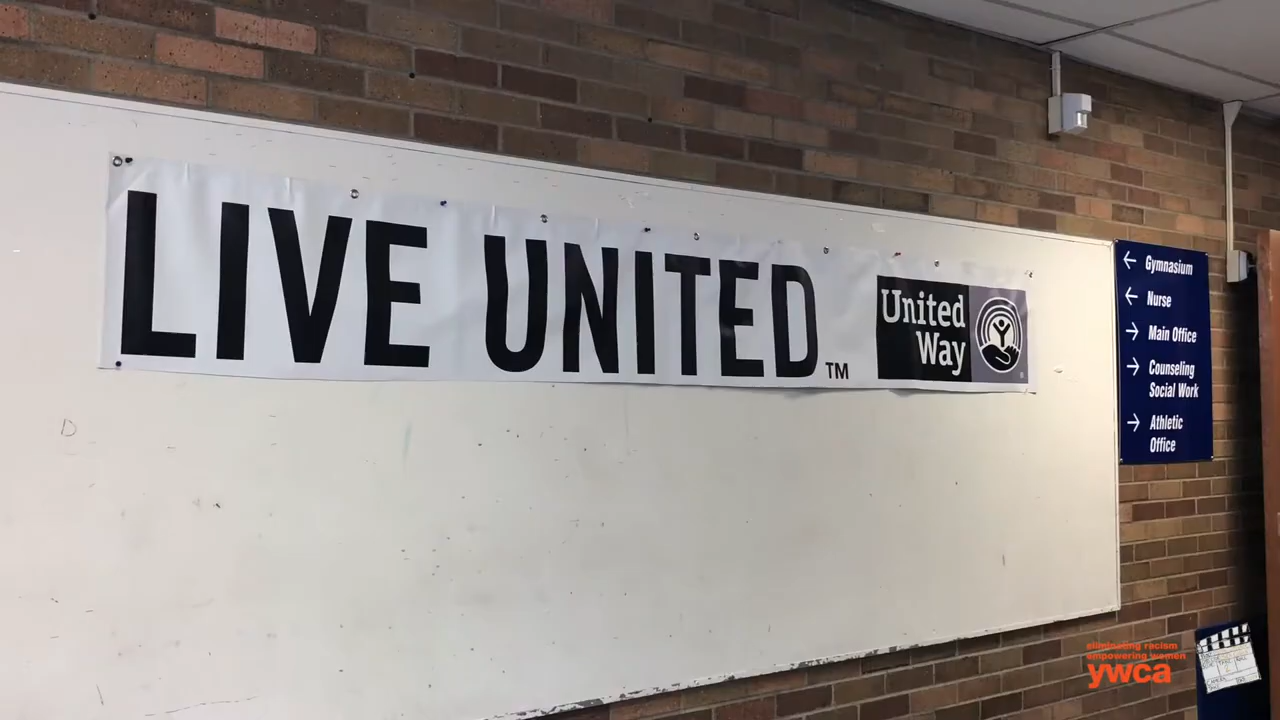 LIVE UNITED TM
United
Way
®
← Gymnasium
← Nurse
→ Main Office
→ Counseling
Social Work
→ Athletic
Office
eliminating racism
empowering women
ywca
D